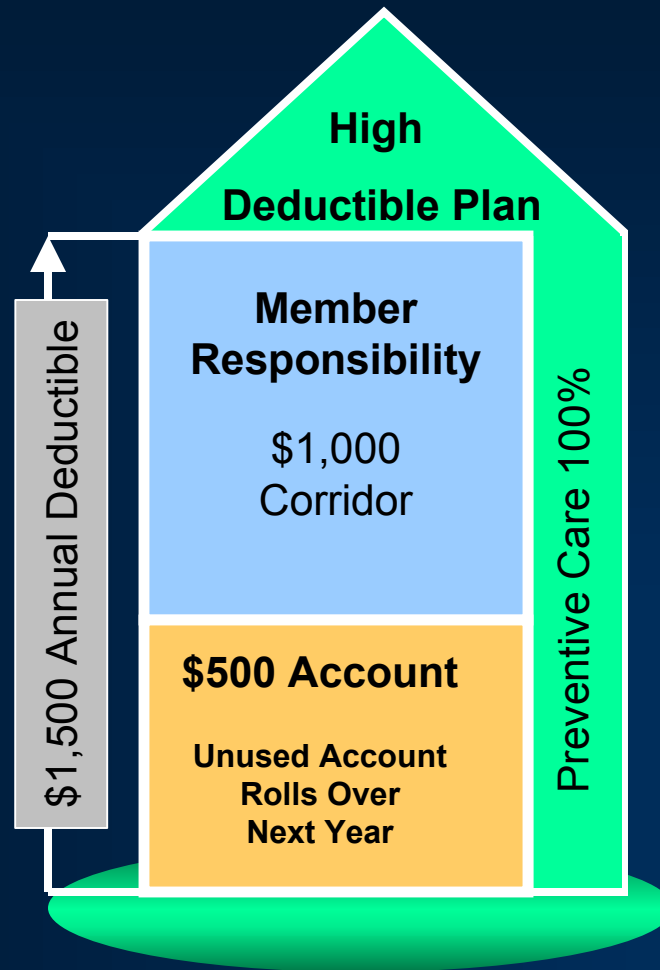 High
Deductible Plan
Member
Responsibility
$1,000
Corridor
$500 Account
Unused Account
Rolls Over
Next Year
$1,500 Annual Deductible
Preventive Care 100%